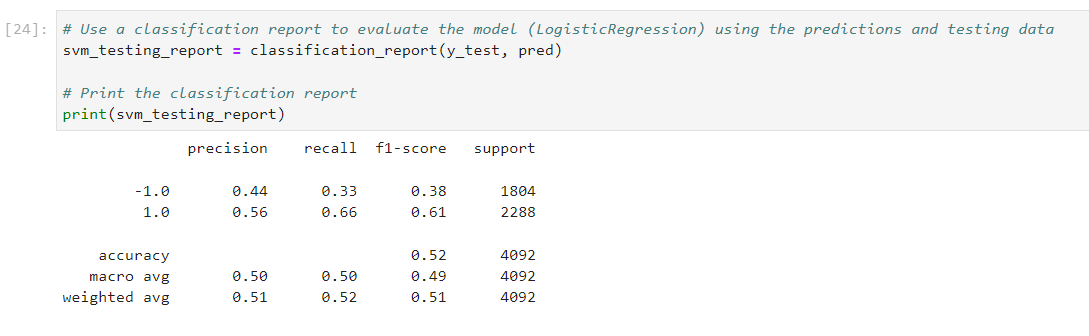 [24]: # Use a classification report to evaluate the model (LogisticRegression) using the predictions and testing data
svm_testing_report = classification_report(y_test, pred)
# Print the classification report
print(svm_testing_report)
precision recall f1-score support
-1.0 0.44 0.33 0.38 1804
1.0 0.56 0.66 0.61 2288
accuracy 0.52 4092
macro avg 0.50 0.50 0.49 4092
weighted avg 0.51 0.52 0.51 4092